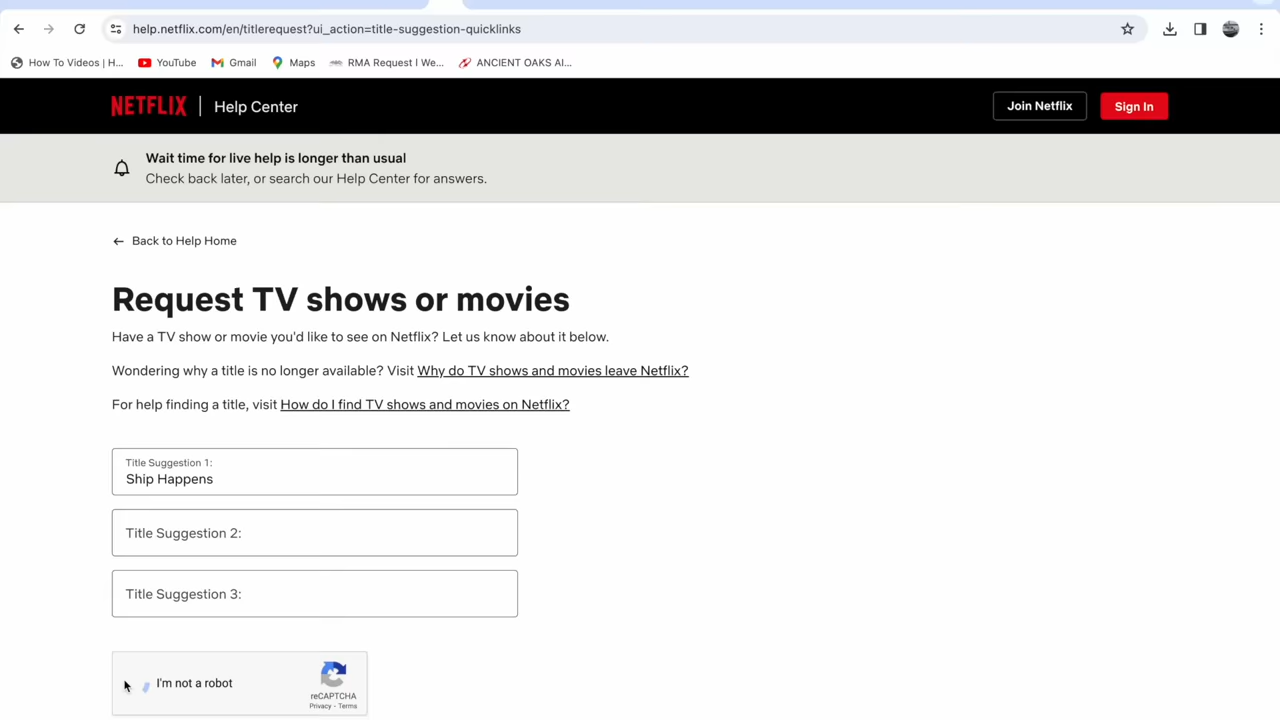 help.netflix.com/en/titlerequest?ui_action=title-suggestion-quicklinks
How To Videos | H... YouTube Gmail Maps RMA Request | We... ANCIENT OAKS AI...
NETFLIX | Help Center Join Netflix Sign In
Wait time for live help is longer than usual
Check back later, or search our Help Center for answers.
← Back to Help Home
Request TV shows or movies
Have a TV show or movie you'd like to see on Netflix? Let us know about it below.
Wondering why a title is no longer available? Visit Why do TV shows and movies leave Netflix?
For help finding a title, visit How do I find TV shows and movies on Netflix?
Title Suggestion 1:
Ship Happens
Title Suggestion 2:
Title Suggestion 3:
I'm not a robot
reCAPTCHA
Privacy - Terms